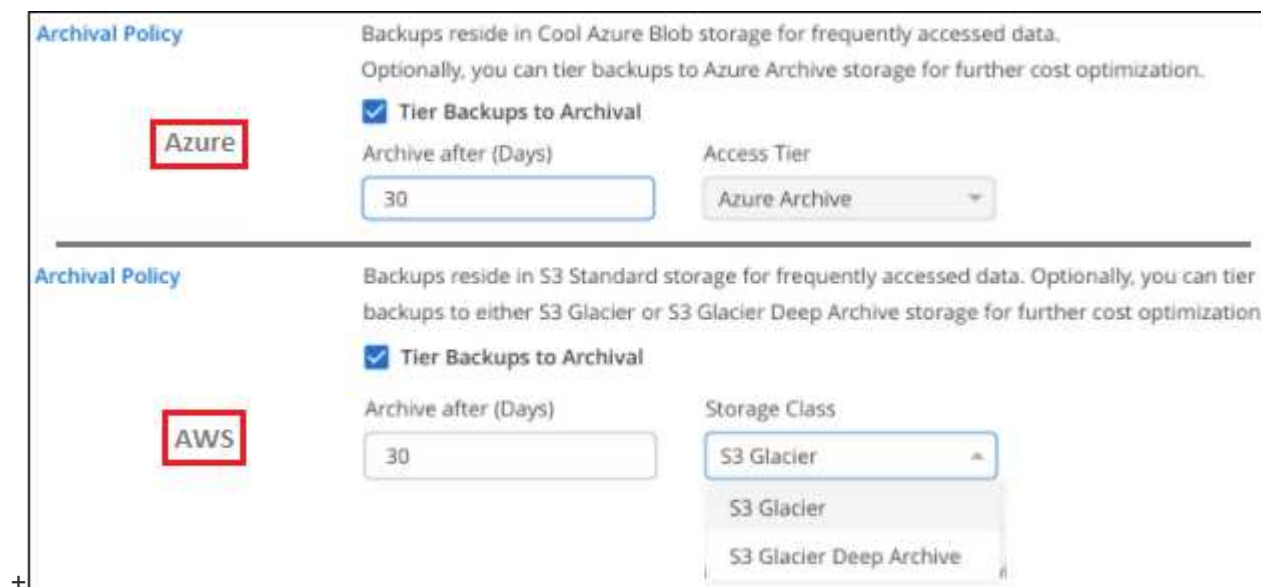 Archival Policy
Backups reside in Cool Azure Blob storage for frequently accessed data.
Optionally, you can tier backups to Azure Archive storage for further cost optimization.
Tier Backups to Archival
Azure
Archive after (Days)
Access Tier
30
Azure Archive
Archival Policy
Backups reside in S3 Standard storage for frequently accessed data. Optionally, you can tier
backups to either S3 Glacier or S3 Glacier Deep Archive storage for further cost optimization
Tier Backups to Archival
AWS
Archive after (Days)
Storage Class
30
S3 Glacier
S3 Glacier
S3 Glacier Deep Archive
+